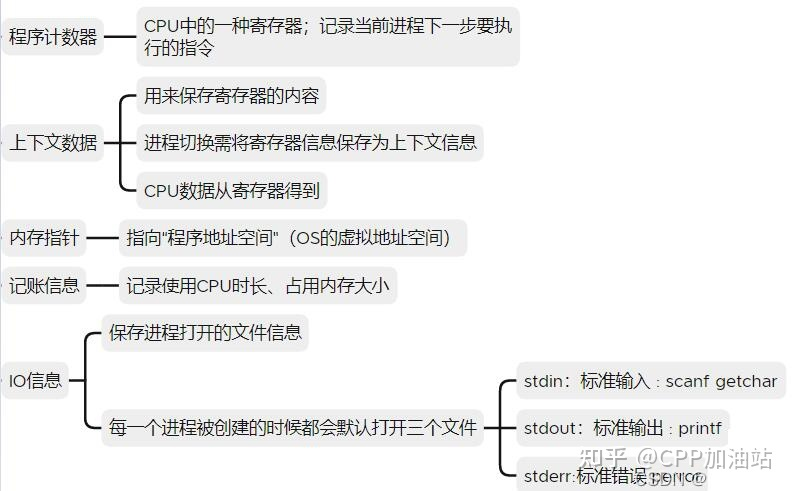 程序计数器
CPU中的一种寄存器；记录当前进程下一步要执
行的指令
上下文数据
用来保存寄存器的内容
进程切换需将寄存器信息保存为上下文信息
CPU数据从寄存器得到
内存指针
指向“程序地址空间”（OS的虚拟地址空间）
记账信息
记录使用CPU时长、占用内存大小
IO信息
保存进程打开的文件信息
每一个进程被创建的时候都会默认打开三个文件
stdin：标准输入 : scanf getchar
stdout：标准输出 : printf
stderr:标准错误 : perror
知乎 @CPP加油站
CSDN @